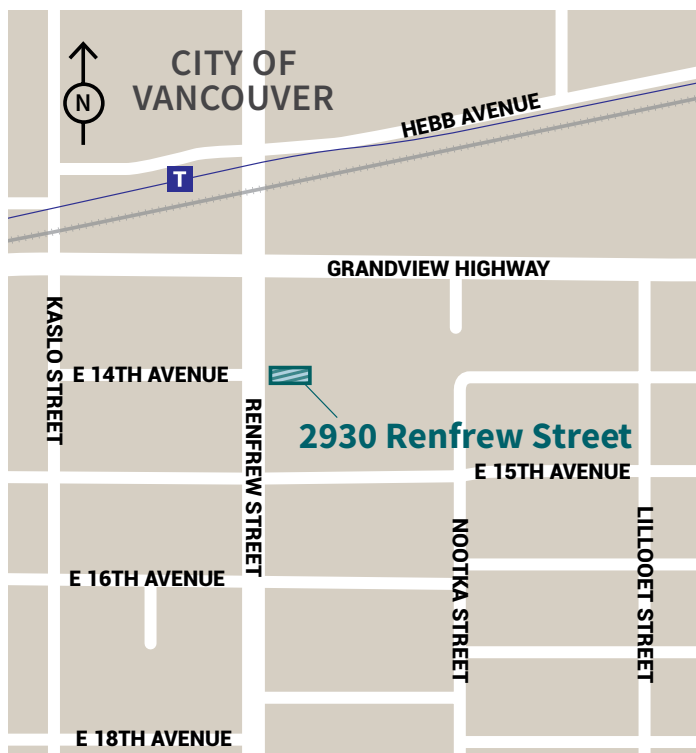 CITY OF
VANCOUVER
N
HEBB AVENUE
T
GRANDVIEW HIGHWAY
KASLO STREET
E 14TH AVENUE
RENFREW STREET
2930 Renfrew Street
E 15TH AVENUE
NOOTKA STREET
LILLOOET STREET
E 16TH AVENUE
E 18TH AVENUE